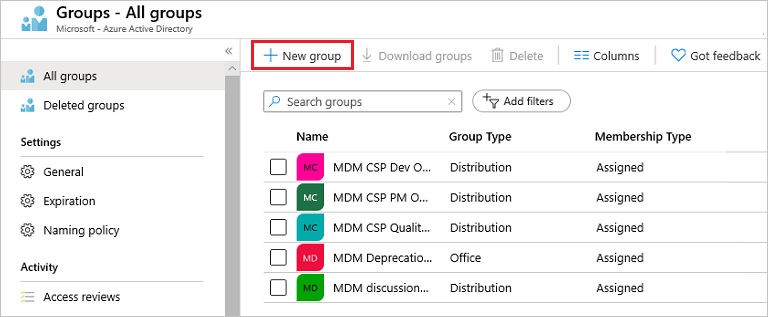 Groups - All groups
Microsoft - Azure Active Directory
«
All groups
Deleted groups
Settings
General
Expiration
Naming policy
Activity
Access reviews
+ New group Download groups Delete Columns Got feedback
Search groups × Add filters
Name Group Type Membership Type
MC MDM CSP Dev O... Distribution Assigned
MC MDM CSP PM O... Distribution Assigned
MC MDM CSP Qualit... Distribution Assigned
MD MDM Deprecatio... Office Assigned
MD MDM discussion... Distribution Assigned